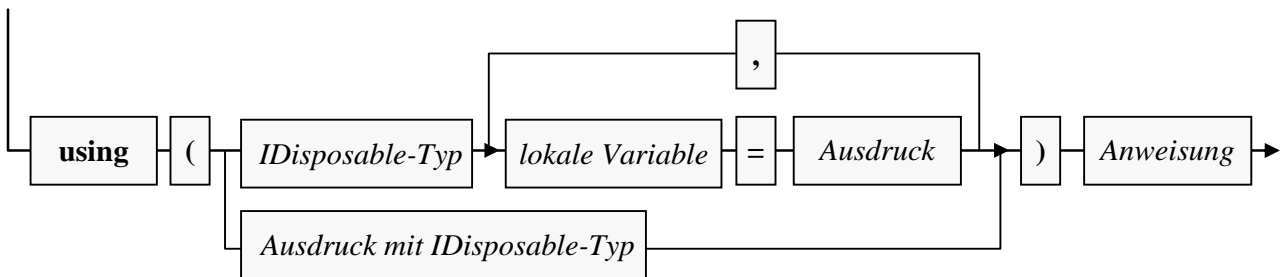 ,
using ( IDisposable-Typ lokale Variable = Ausdruck ) Anweisung
Ausdruck mit IDisposable-Typ